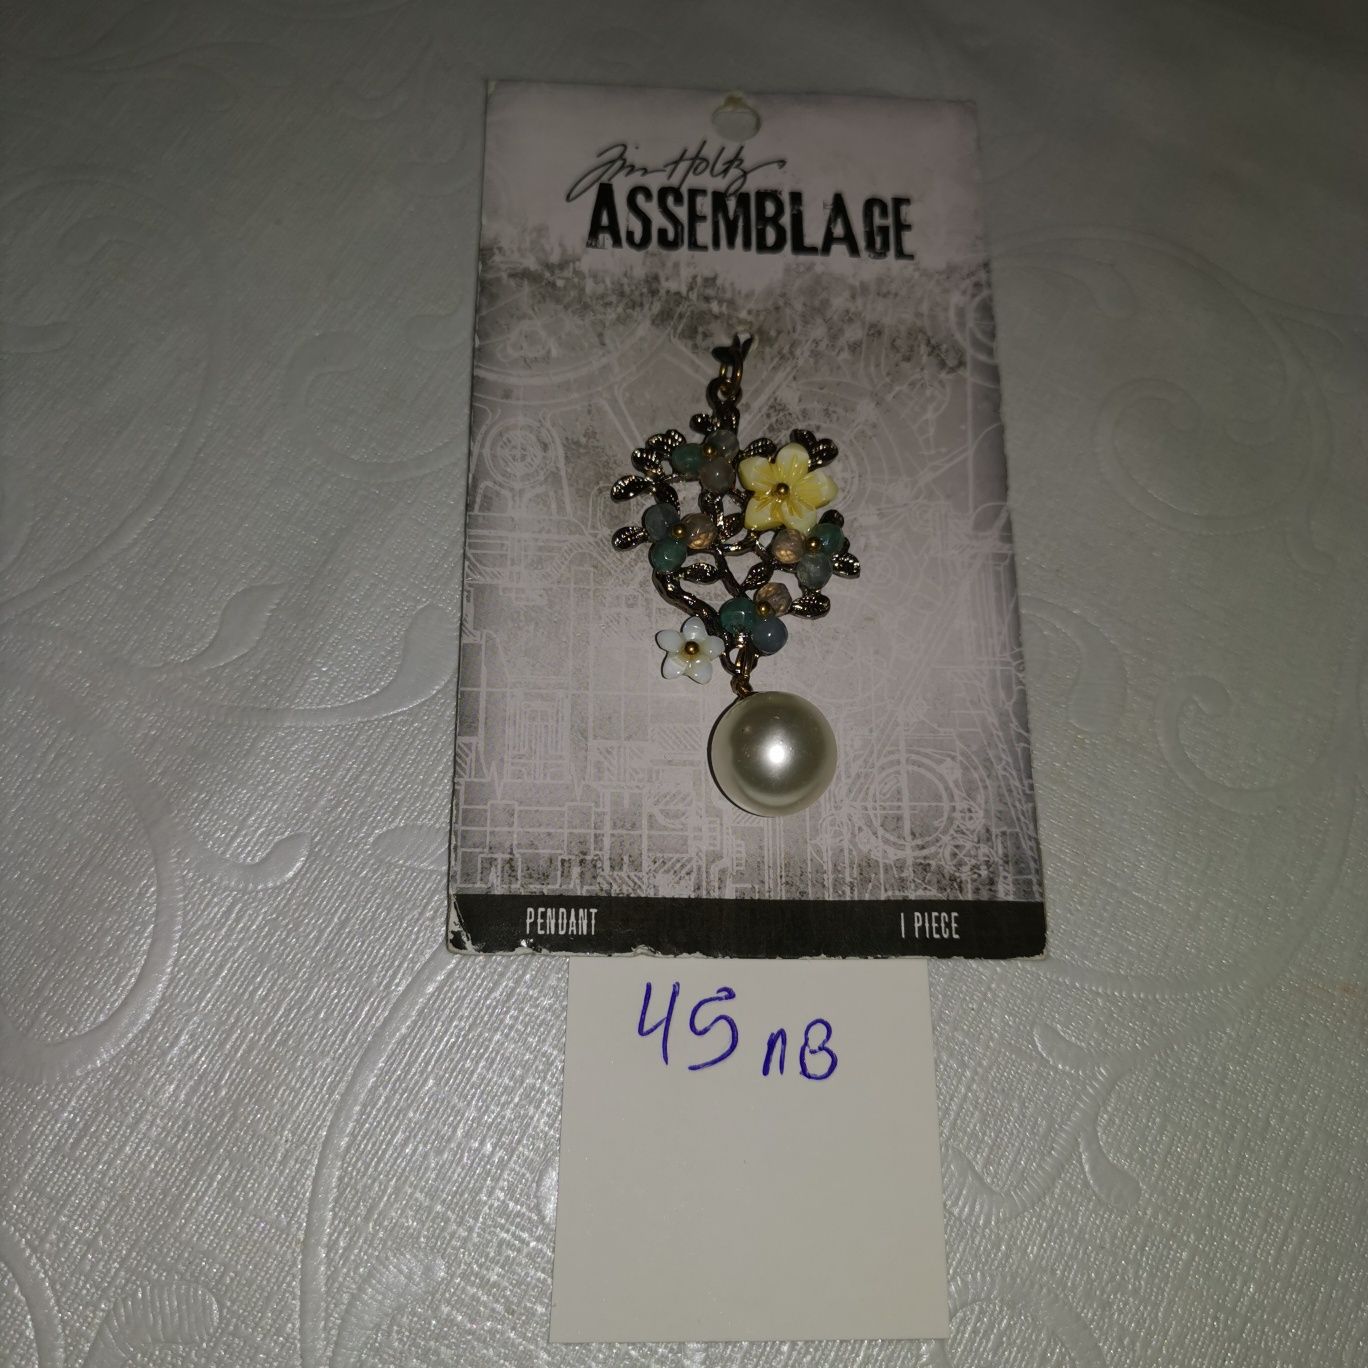 Tim Holtz
ASSEMBLAGE
PENDANT
1 PIECE
45 лв